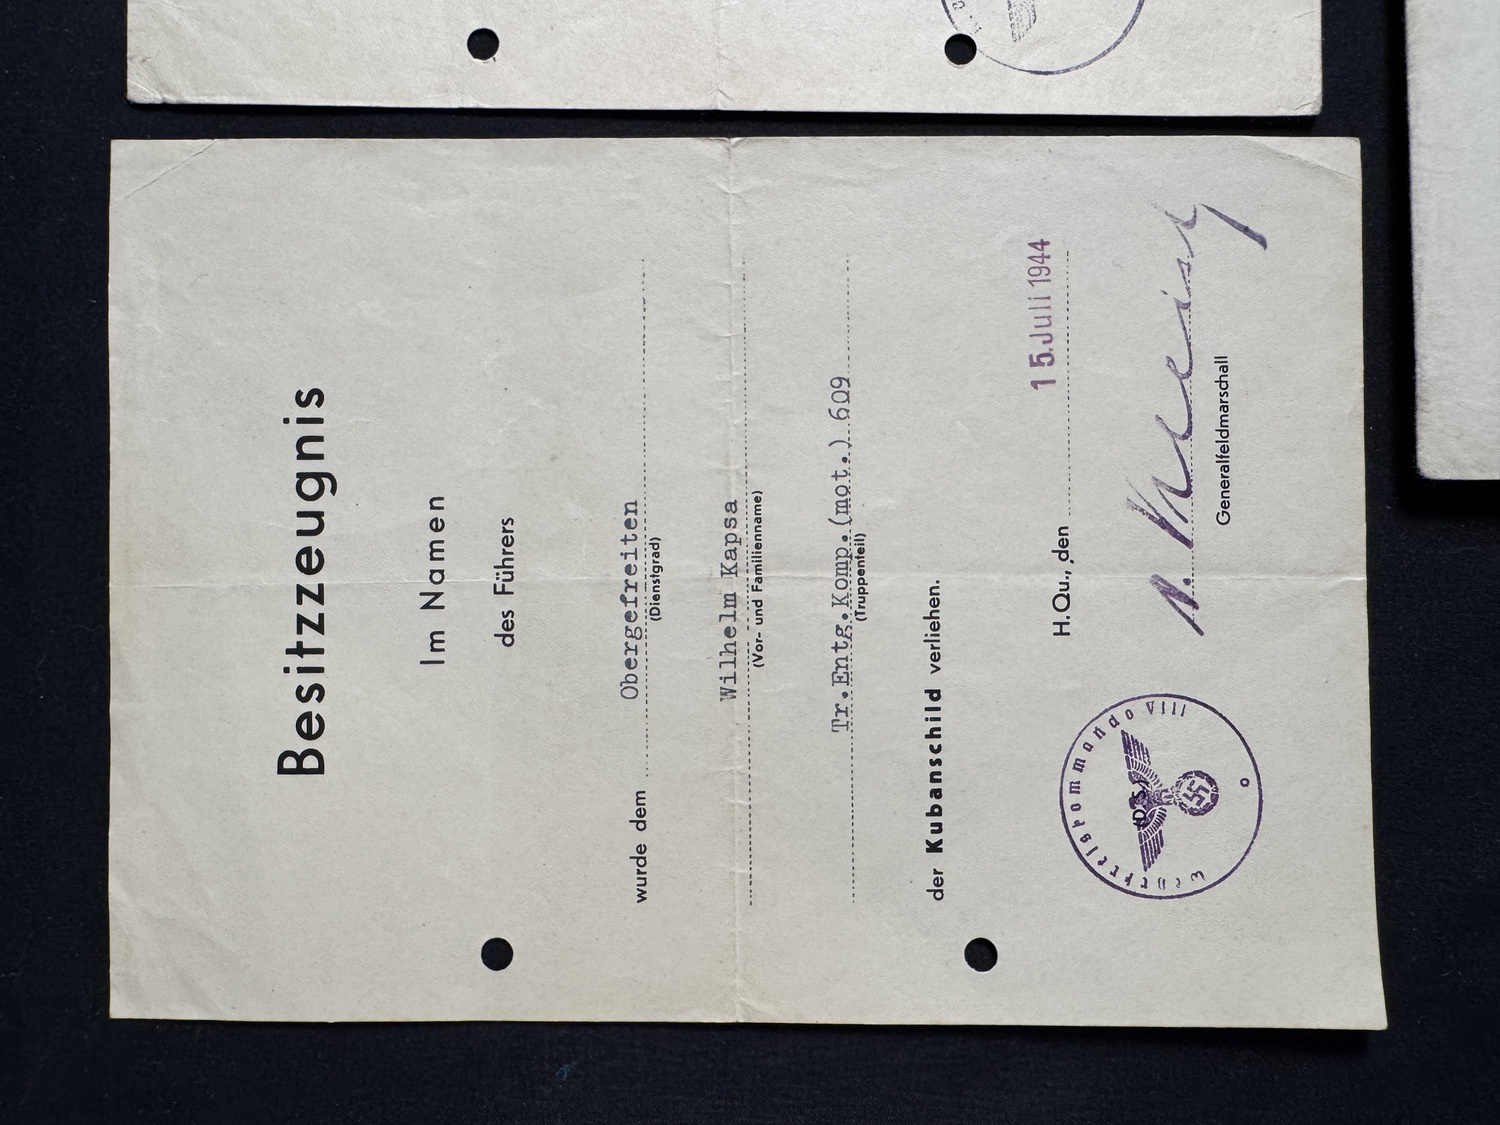 Besitzzeugnis
Im Namen
des Führers
wurde dem Obergefreiten
(Dienstgrad)
Wilhelm Kapsa
(Vor- und Familienname)
Tr.Entg.Komp.(mot.) 609
(Truppenteil)
der Kubanschild verliehen.
H.Qu., den 15. Juli 1944
(D.S.)
Generalfeldmarschall
Wehrkreiskommando VIII